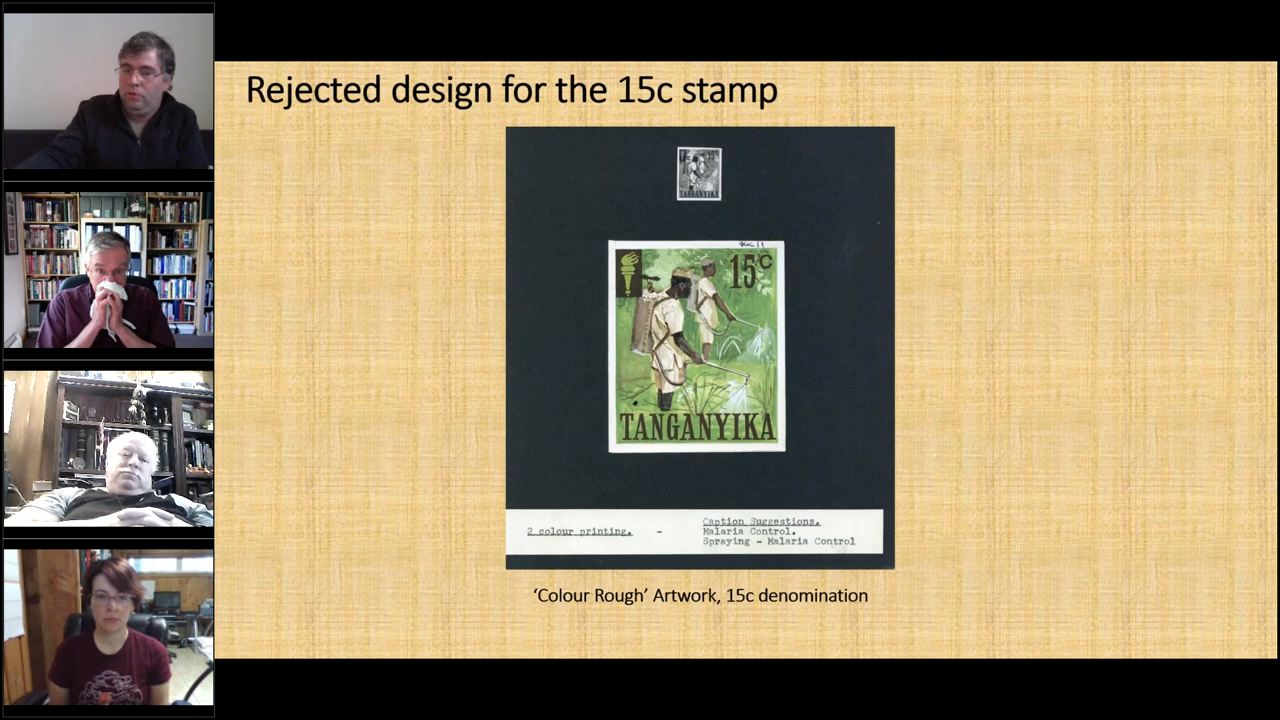 Rejected design for the 15c stamp
15c
TANGANYIKA
15c
TANGANYIKA
2 colour printing. -
Caption Suggestions.
Malaria Control.
Spraying - Malaria Control
‘Colour Rough’ Artwork, 15c denomination